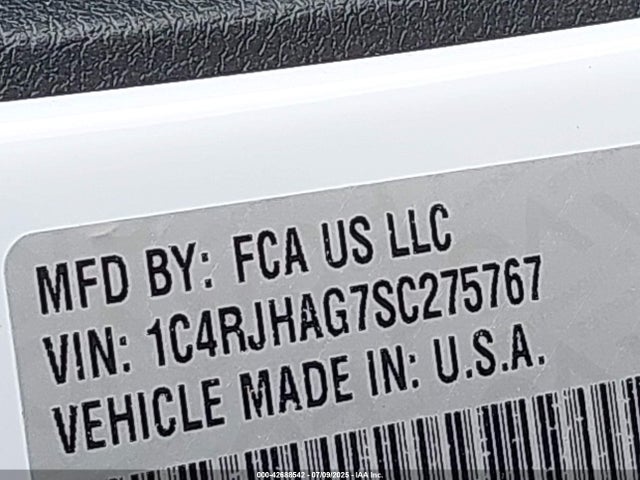 MFD BY: FCA US LLC
VIN: 1C4RJHAG7SC275767
VEHICLE MADE IN: U.S.A.
000-42688542 - 07/09/2025 - IAA Inc.